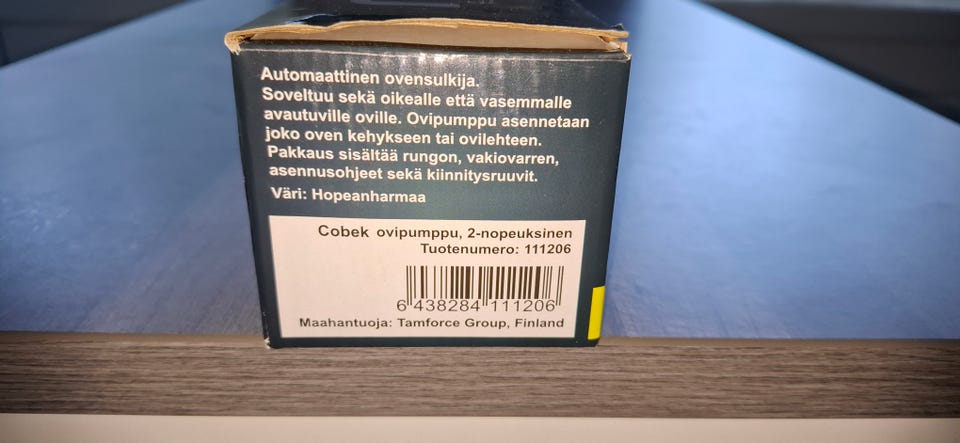 Automaattinen ovensulkija.
Soveltuu sekä oikealle että vasemmalle
avautuville oville. Ovipumppu asennetaan
joko oven kehykseen tai ovilehteen.
Pakkaus sisältää rungon, vakiovarren,
asennusohjeet sekä kiinnitysruuvit.
Väri: Hopeanharmaa
Cobek ovipumppu, 2-nopeuksinen
Tuotenumero: 111206
6 438284 111206
Maahantuoja: Tamforce Group, Finland